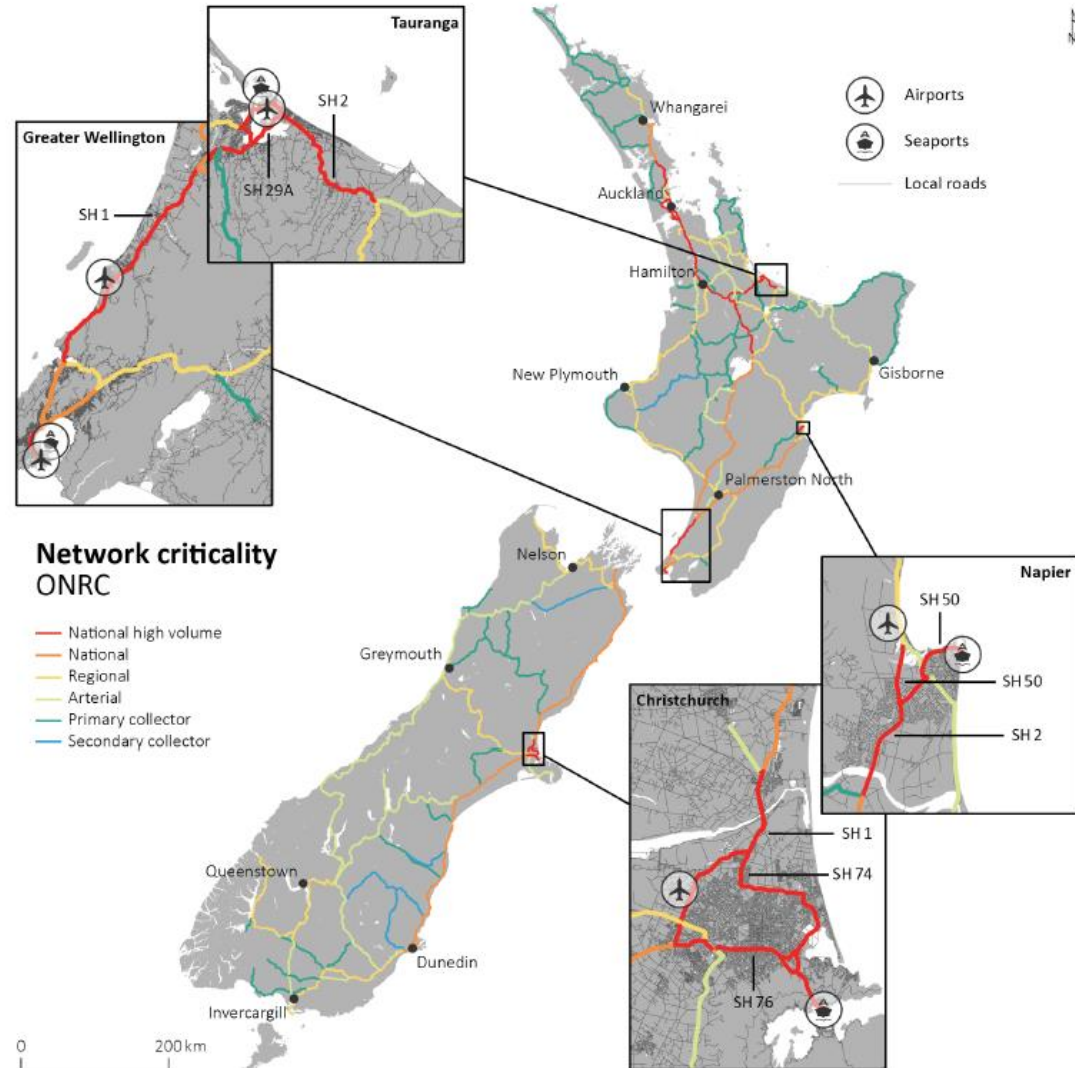 Tauranga
SH 2
SH 29A
Greater Wellington
SH 1
Whangarei
Auckland
Hamilton
New Plymouth
Gisborne
Palmerston North
Airports
Seaports
Local roads
N
Network criticality
ONRC
National high volume
National
Regional
Arterial
Primary collector
Secondary collector
Nelson
Greymouth
Queenstown
Dunedin
Invercargill
Napier
SH 50
SH 50
SH 2
Christchurch
SH 1
SH 74
SH 76
0 200 km